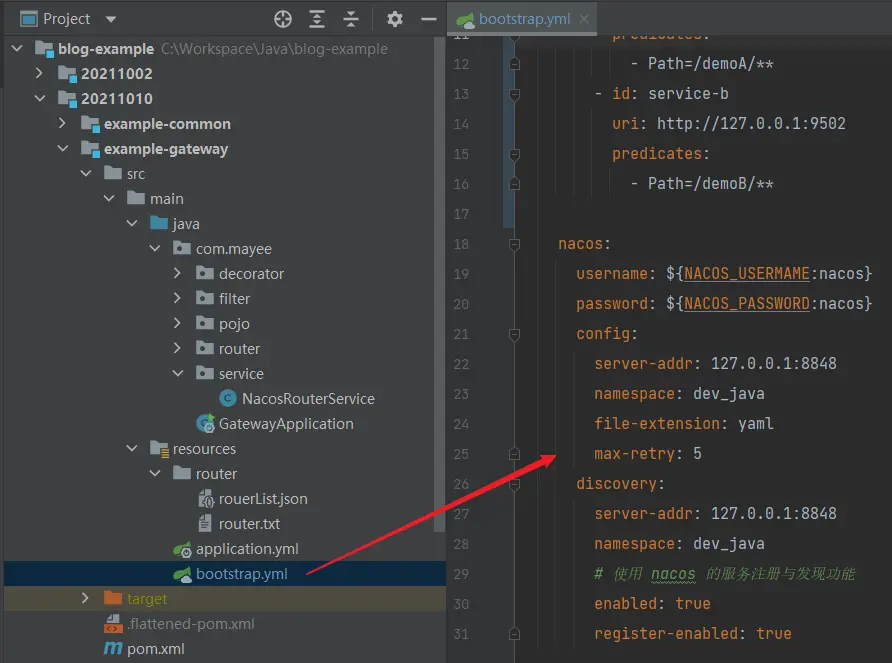 Project
blog-example C:\Workspace\Java\blog-example
20211002
20211010
example-common
example-gateway
src
main
java
com.mayee
decorator
filter
pojo
router
service
NacosRouterService
GatewayApplication
resources
router
rouerList.json
router.txt
application.yml
bootstrap.yml
target
.flattened-pom.xml
pom.xml
bootstrap.yml
11 predicates:
12 - Path=/demoA/**
13 - id: service-b
14 uri: http://127.0.0.1:9502
15 predicates:
16 - Path=/demoB/**
17
18 nacos:
19 username: ${NACOS_USERMAME:nacos}
20 password: ${NACOS_PASSWORD:nacos}
21 config:
22 server-addr: 127.0.0.1:8848
23 namespace: dev_java
24 file-extension: yaml
25 max-retry: 5
26 discovery:
27 server-addr: 127.0.0.1:8848
28 namespace: dev_java
29 # 使用 nacos 的服务注册与发现功能
30 enabled: true
31 register-enabled: true